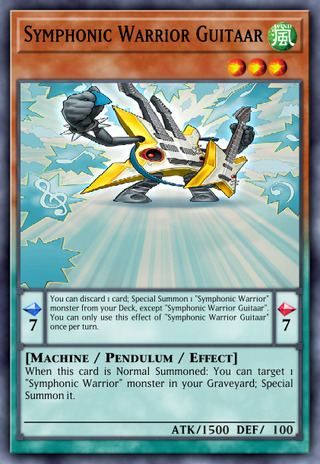 SYMPHONIC WARRIOR GUITAAR
WIND
風
You can discard 1 card; Special Summon 1 "Symphonic Warrior"
monster from your Deck, except "Symphonic Warrior Guitaar".
You can only use this effect of "Symphonic Warrior Guitaar"
once per turn.
7
7
[MACHINE / PENDULUM / EFFECT]
When this card is Normal Summoned: You can target 1
"Symphonic Warrior" monster in your Graveyard; Special
Summon it.
ATK/1500 DEF/ 100